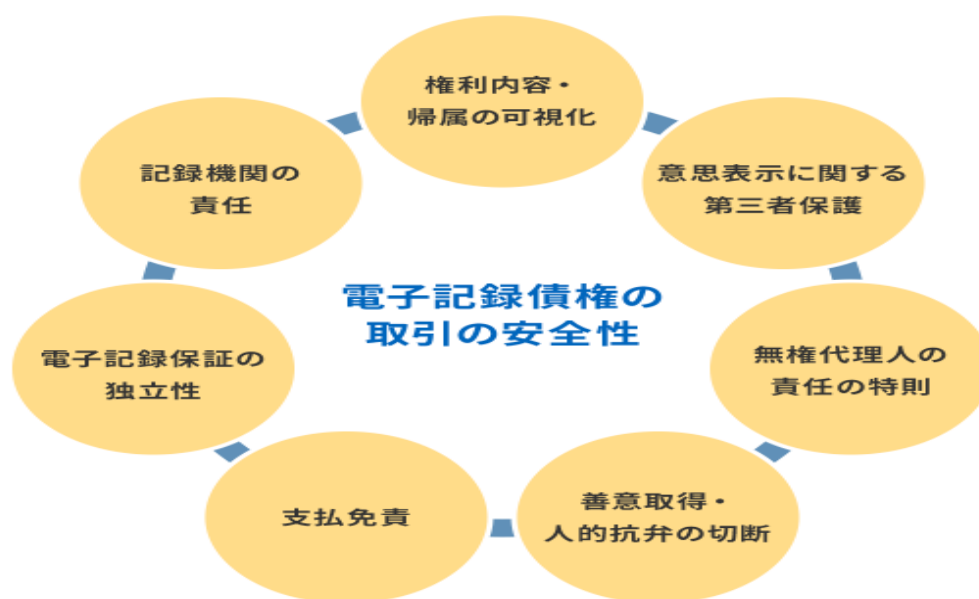 権利内容・
帰属の可視化
意思表示に関する
第三者保護
無権代理人の
責任の特則
善意取得・
人的抗弁の切断
支払免責
電子記録保証の
独立性
記録機関の
責任
電子記録債権の
取引の安全性